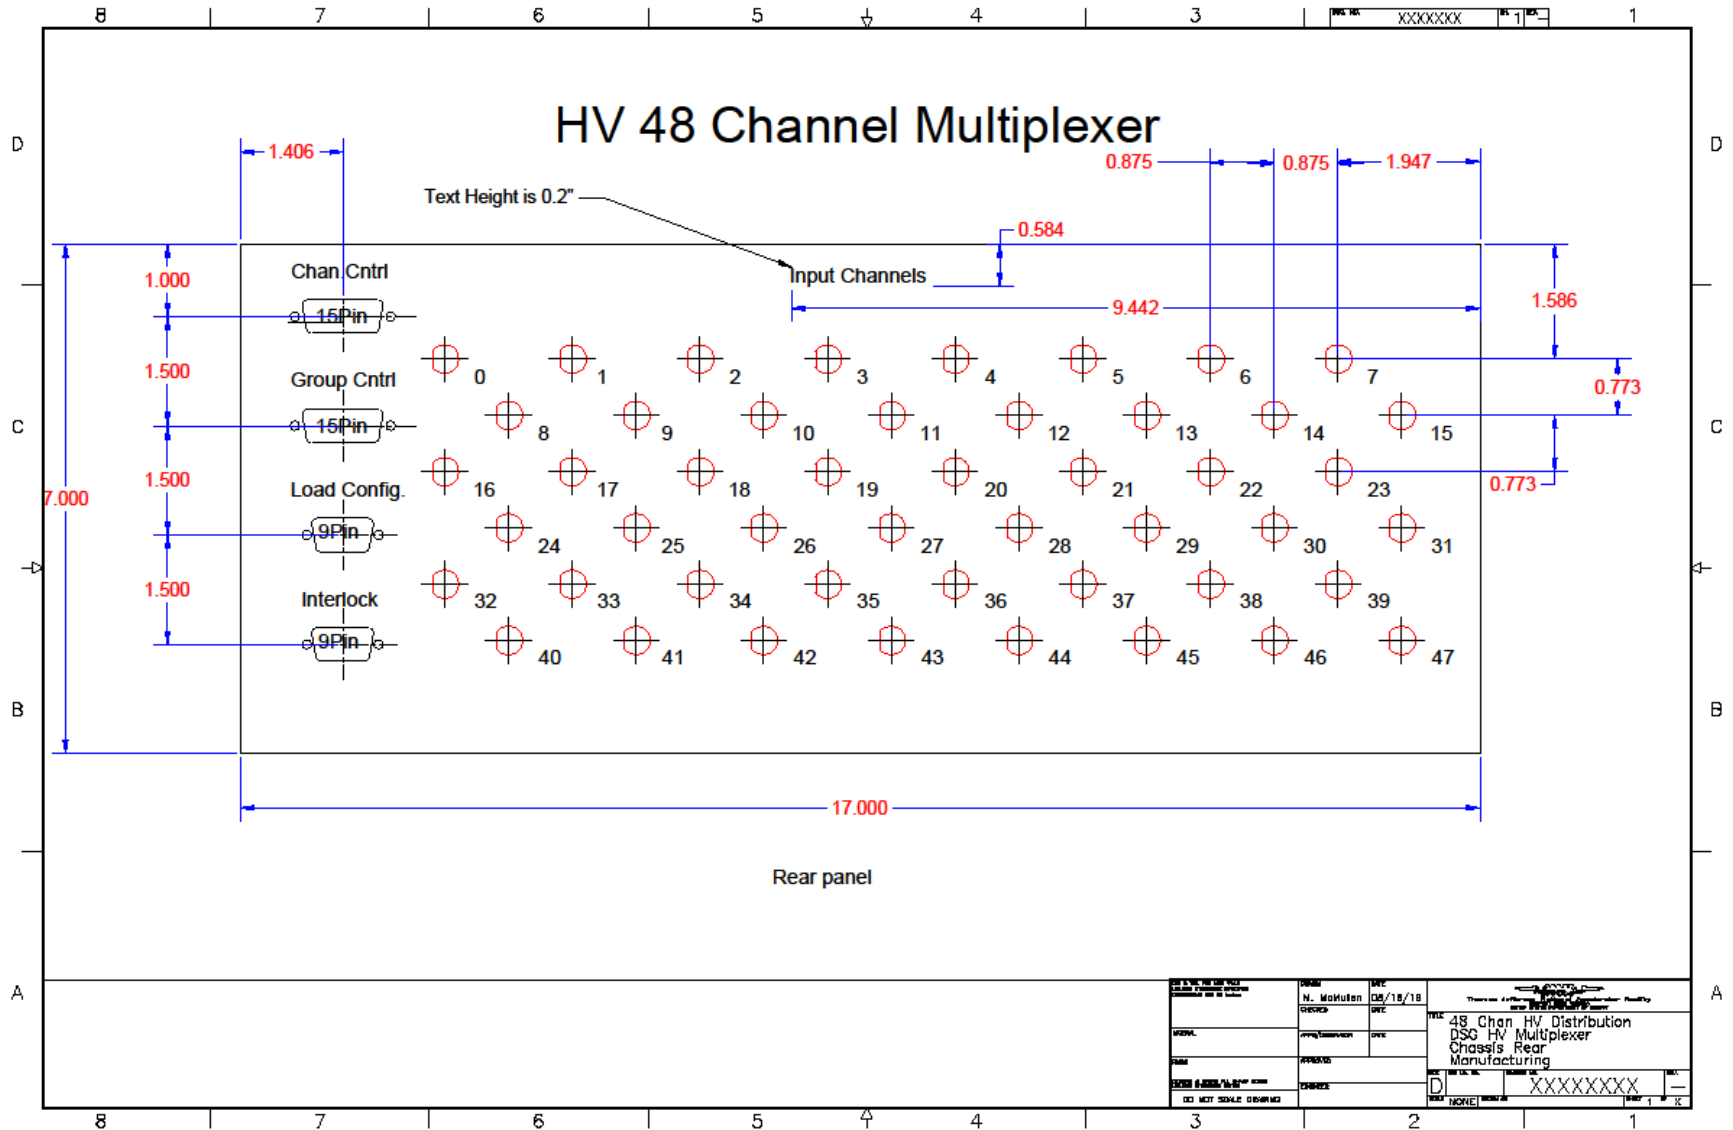 8 7 6 5 4 3 XXXXXXX 1 1
D D
HV 48 Channel Multiplexer
1.406 0.875 0.875 1.947
Text Height is 0.2"
0.584
Chan.Cntrl Input Channels
1.000 9.442 1.586
15Pin
0 1 2 3 4 5 6 7
1.500 Group Cntrl 0.773
C 15Pin C
8 9 10 11 12 13 14 15
1.500 Load Config. 16 17 18 19 20 21 22 23 0.773
7.000
9Pin
24 25 26 27 28 29 30 31
1.500 Interlock 32 33 34 35 36 37 38 39
9Pin
40 41 42 43 44 45 46 47
B B
17.000
Rear panel
A A
N. McMullen
48 Chan HV Distribution
DSG HV Multiplexer
Chassis Rear
Manufacturing
D XXXXXXXX —
DO NOT SCALE DRAWING NONE 1 X
8 7 6 5 4 3 2 1